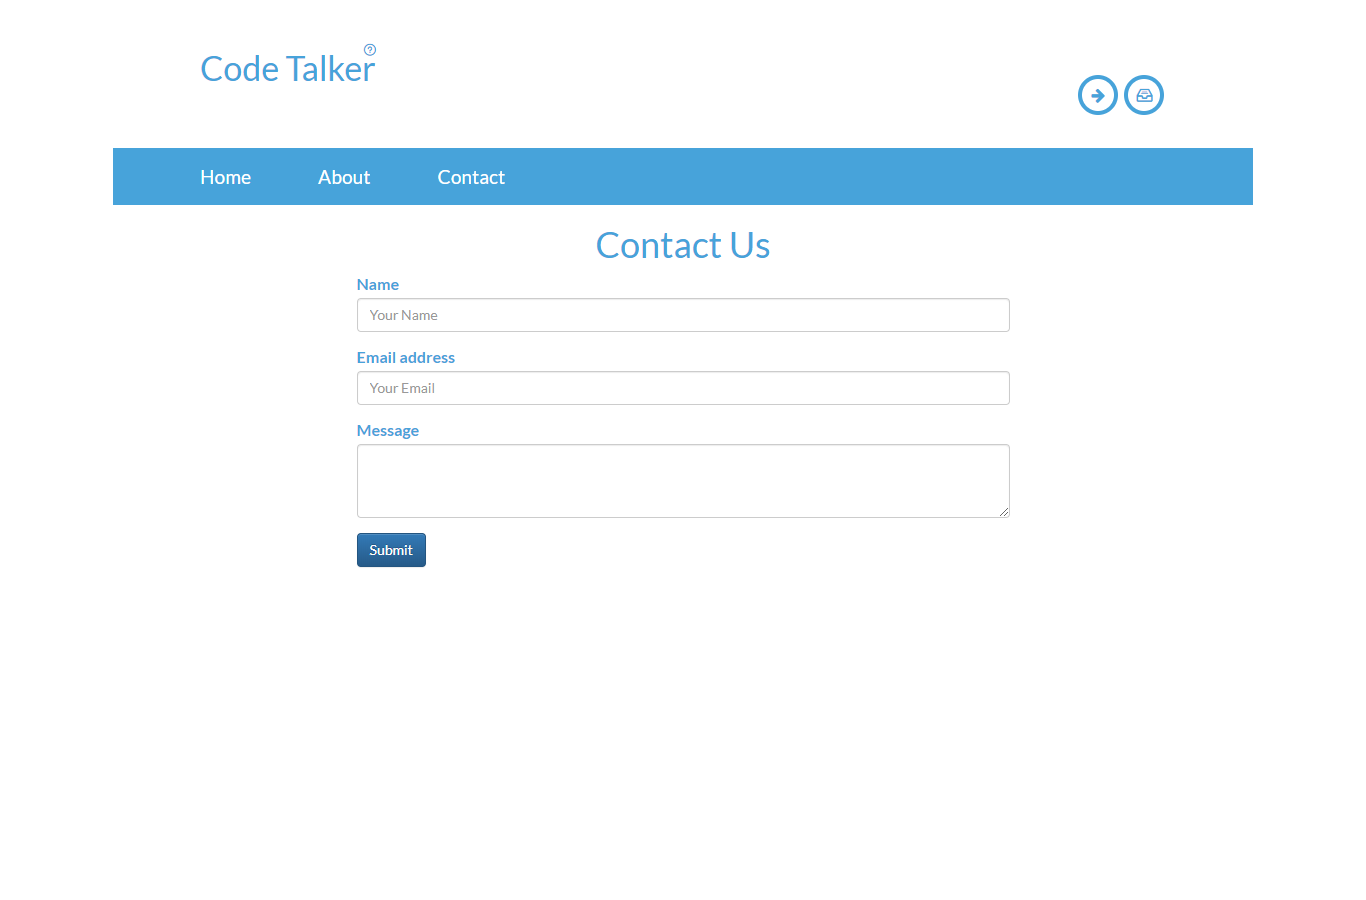 Code Talker
Home About Contact
Contact Us
Name
Your Name
Email address
Your Email
Message
Submit